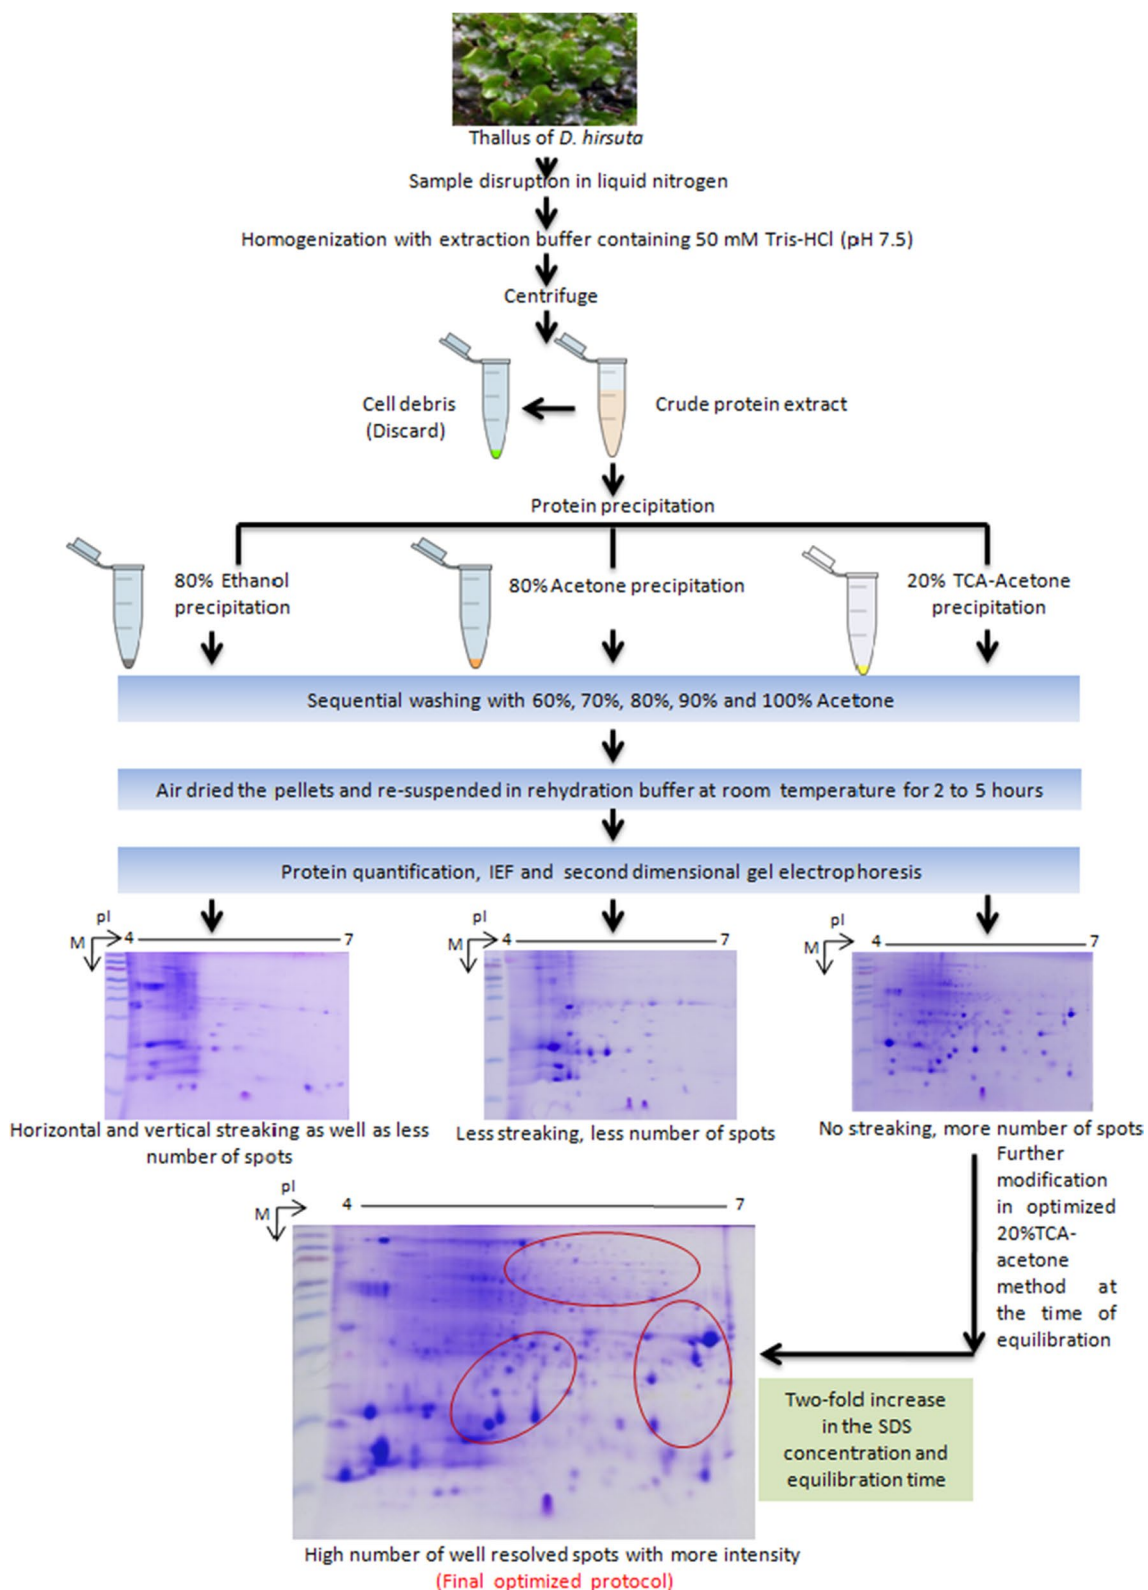 Thallus of D. hirsuta
Sample disruption in liquid nitrogen
Homogenization with extraction buffer containing 50 mM Tris-HCl (pH 7.5)
Centrifuge
Cell debris
(Discard)
Crude protein extract
Protein precipitation
80% Ethanol
precipitation
80% Acetone precipitation
20% TCA-Acetone
precipitation
Sequential washing with 60%, 70%, 80%, 90% and 100% Acetone
Air dried the pellets and re-suspended in rehydration buffer at room temperature for 2 to 5 hours
Protein quantification, IEF and second dimensional gel electrophoresis
pI
M
4
7
pI
M
4
7
pI
M
4
7
Horizontal and vertical streaking as well as less
number of spots
Less streaking, less number of spots
No streaking, more number of spots
Further
modification
in optimized
20%TCA-
acetone
method at
the time of
equilibration
pI
M
4
7
Two-fold increase
in the SDS
concentration and
equilibration time
High number of well resolved spots with more intensity
(Final optimized protocol)